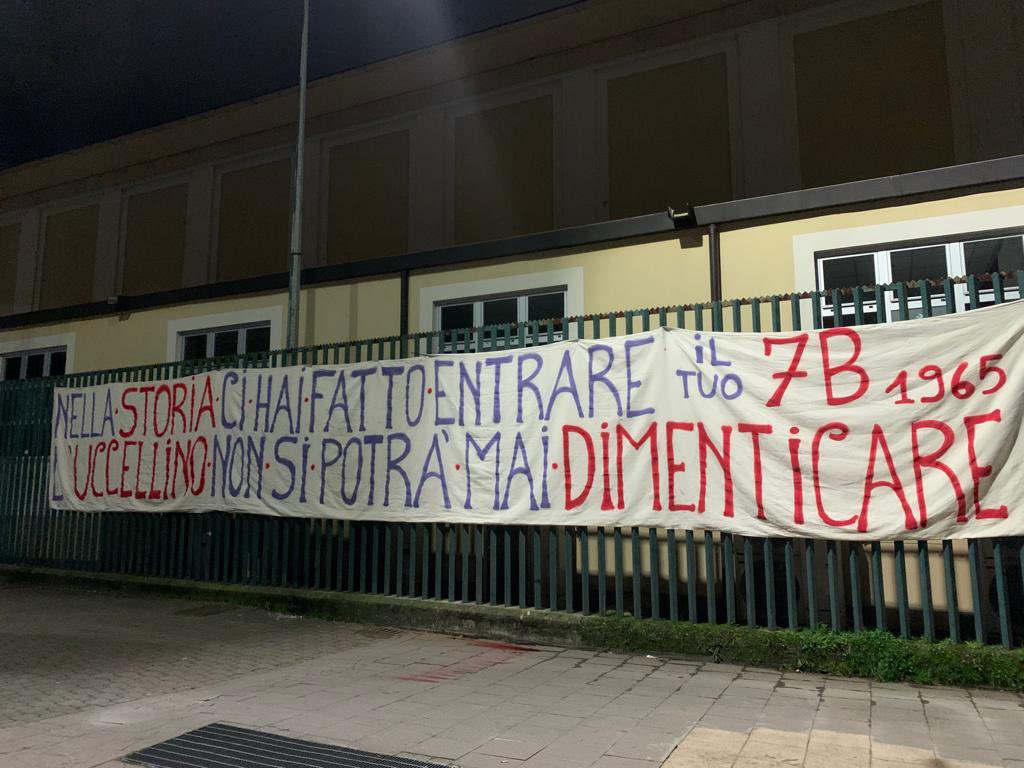 NELLA·STORIA·CI·HAI·FATTO·ENTRARE
L'UCCELLINO·NON·SI·POTRÀ·MAI·DIMENTICARE
IL
TUO
7B 1965